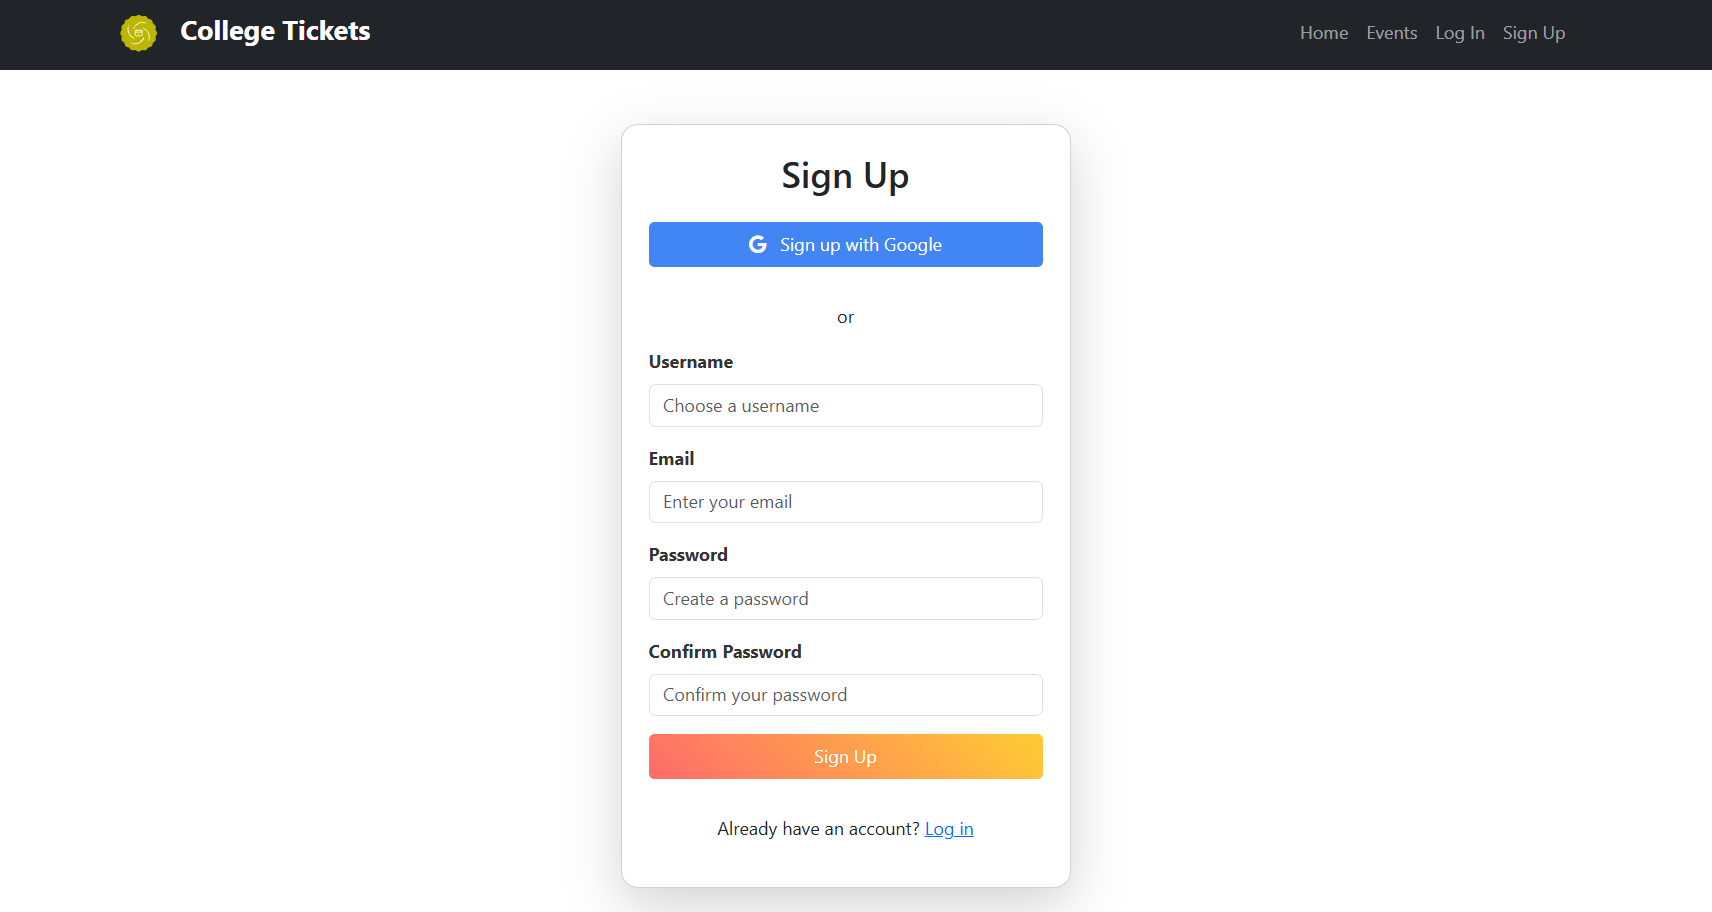 College Tickets
Home Events Log In Sign Up
Sign Up
Sign up with Google
or
Username
Choose a username
Email
Enter your email
Password
Create a password
Confirm Password
Confirm your password
Sign Up
Already have an account? Log in